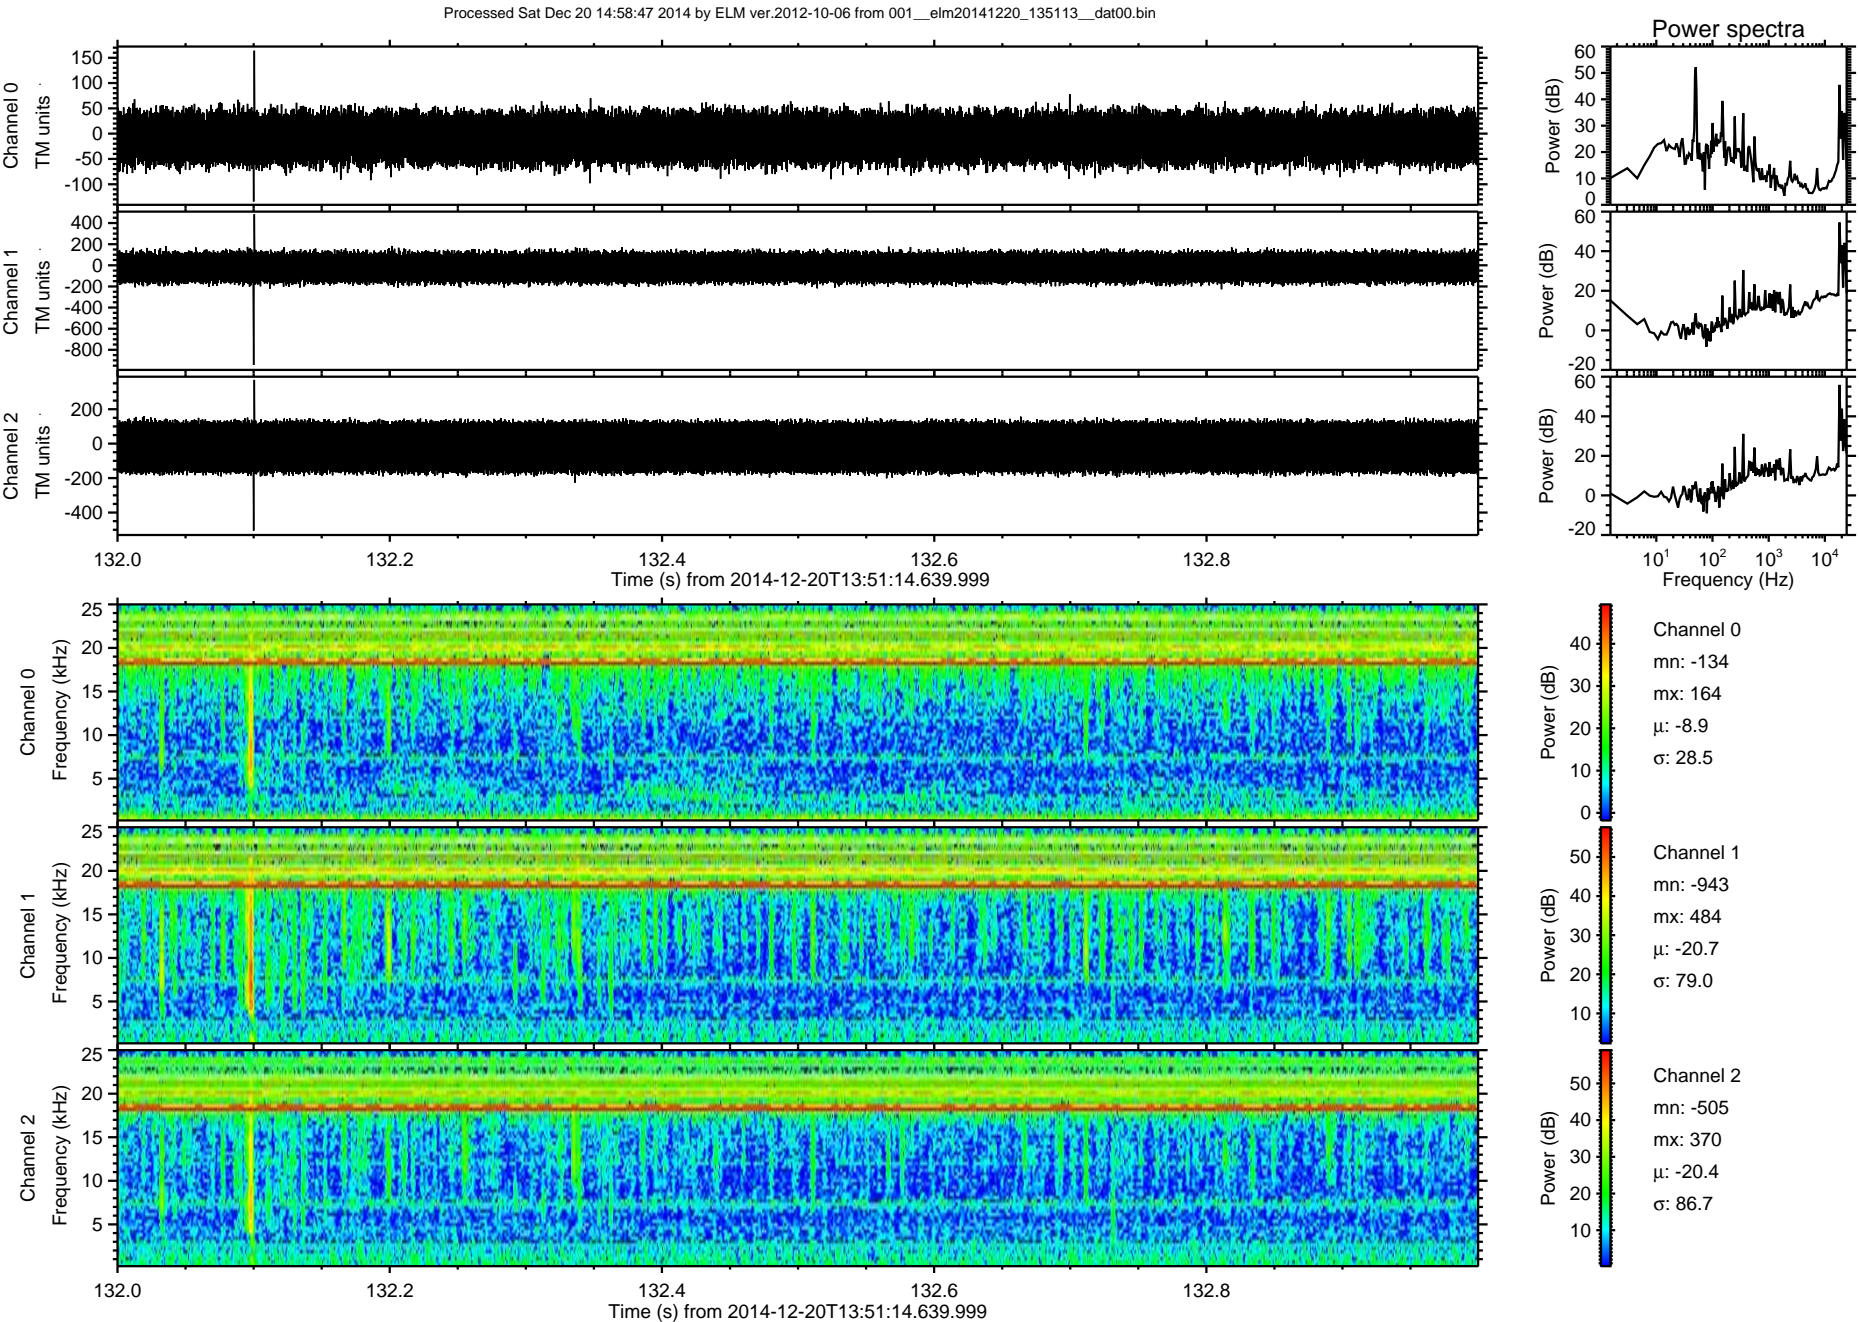 Processed Sat Dec 20 14:58:47 2014 by ELM ver.2012-10-06 from 001__elm20141220_135113__dat00.bin
Power spectra
Channel 0
TM units
150
100
50
0
-50
-100
Power (dB)
60
50
40
30
20
10
0
Channel 1
TM units
400
200
0
-200
-400
-600
-800
Power (dB)
60
40
20
0
-20
Channel 2
TM units
200
0
-200
-400
Power (dB)
60
40
20
0
-20
132.0 132.2 132.4 132.6 132.8
Time (s) from 2014-12-20T13:51:14.639.999
10¹ 10² 10³ 10⁴
Frequency (Hz)
Channel 0
Frequency (kHz)
25
20
15
10
5
Power (dB)
40
30
20
10
0
Channel 0
mn: -134
mx: 164
µ: -8.9
σ: 28.5
Channel 1
Frequency (kHz)
25
20
15
10
5
Power (dB)
50
40
30
20
10
Channel 1
mn: -943
mx: 484
µ: -20.7
σ: 79.0
Channel 2
Frequency (kHz)
25
20
15
10
5
Power (dB)
50
40
30
20
10
Channel 2
mn: -505
mx: 370
µ: -20.4
σ: 86.7
132.0 132.2 132.4 132.6 132.8
Time (s) from 2014-12-20T13:51:14.639.999